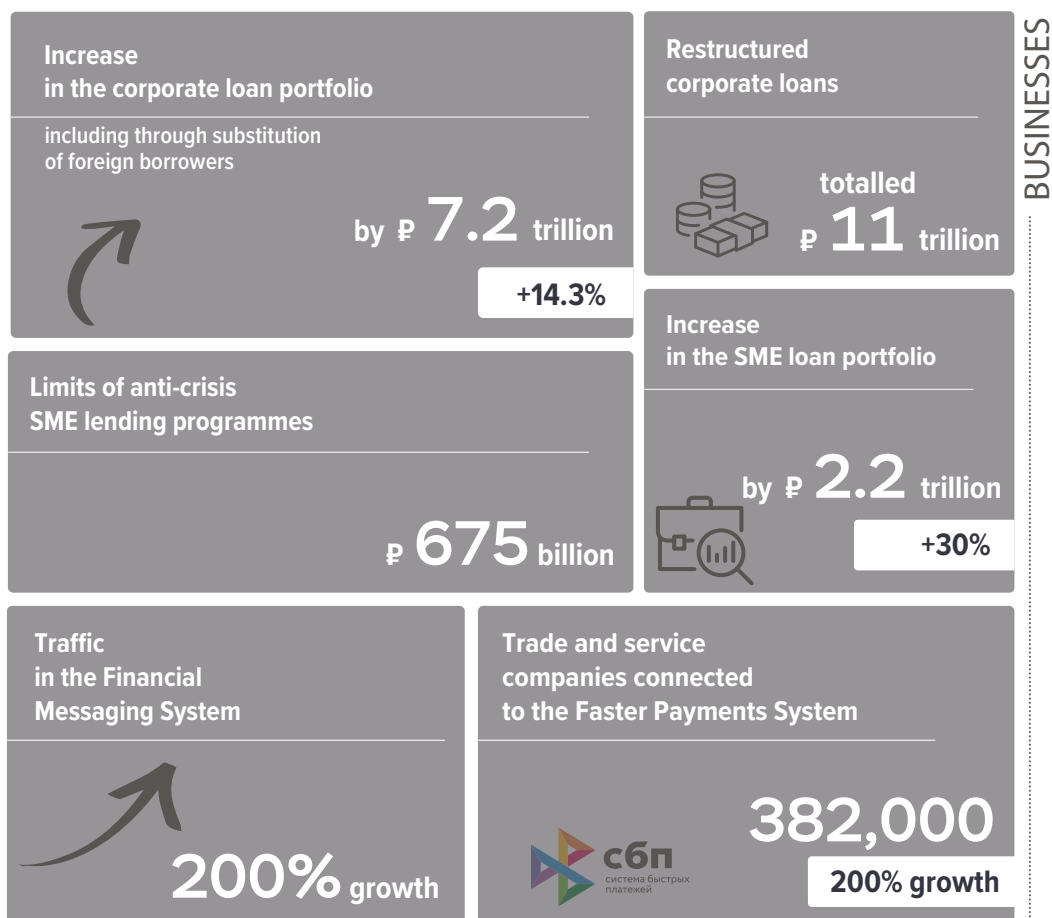 Increase
in the corporate loan portfolio
including through substitution
of foreign borrowers
by ₽ 7.2 trillion
+14.3%
Restructured
corporate loans
totalled
₽ 11 trillion
BUSINESSES
Limits of anti-crisis
SME lending programmes
₽ 675 billion
Increase
in the SME loan portfolio
by ₽ 2.2 trillion
+30%
Traffic
in the Financial
Messaging System
200% growth
Trade and service
companies connected
to the Faster Payments System
382,000
сбп
система быстрых
платежей
200% growth